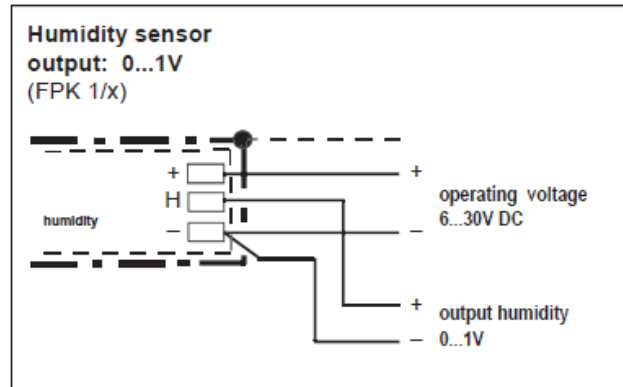 Humidity sensor
output: 0...1V
(FPK 1/x)
+
H
humidity
–
+
operating voltage
6...30V DC
–
+
output humidity
–
0...1V